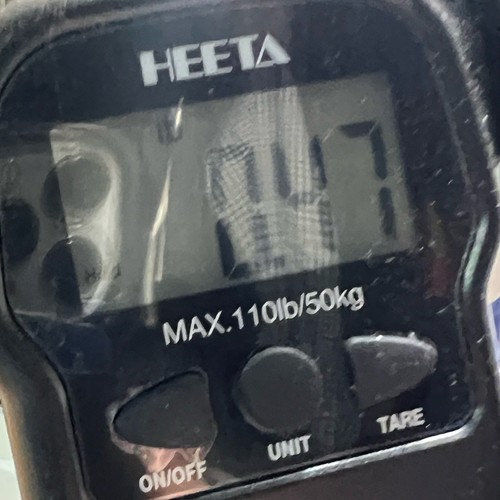 HEETA
MAX.110lb/50kg
ON/OFF
UNIT
TARE